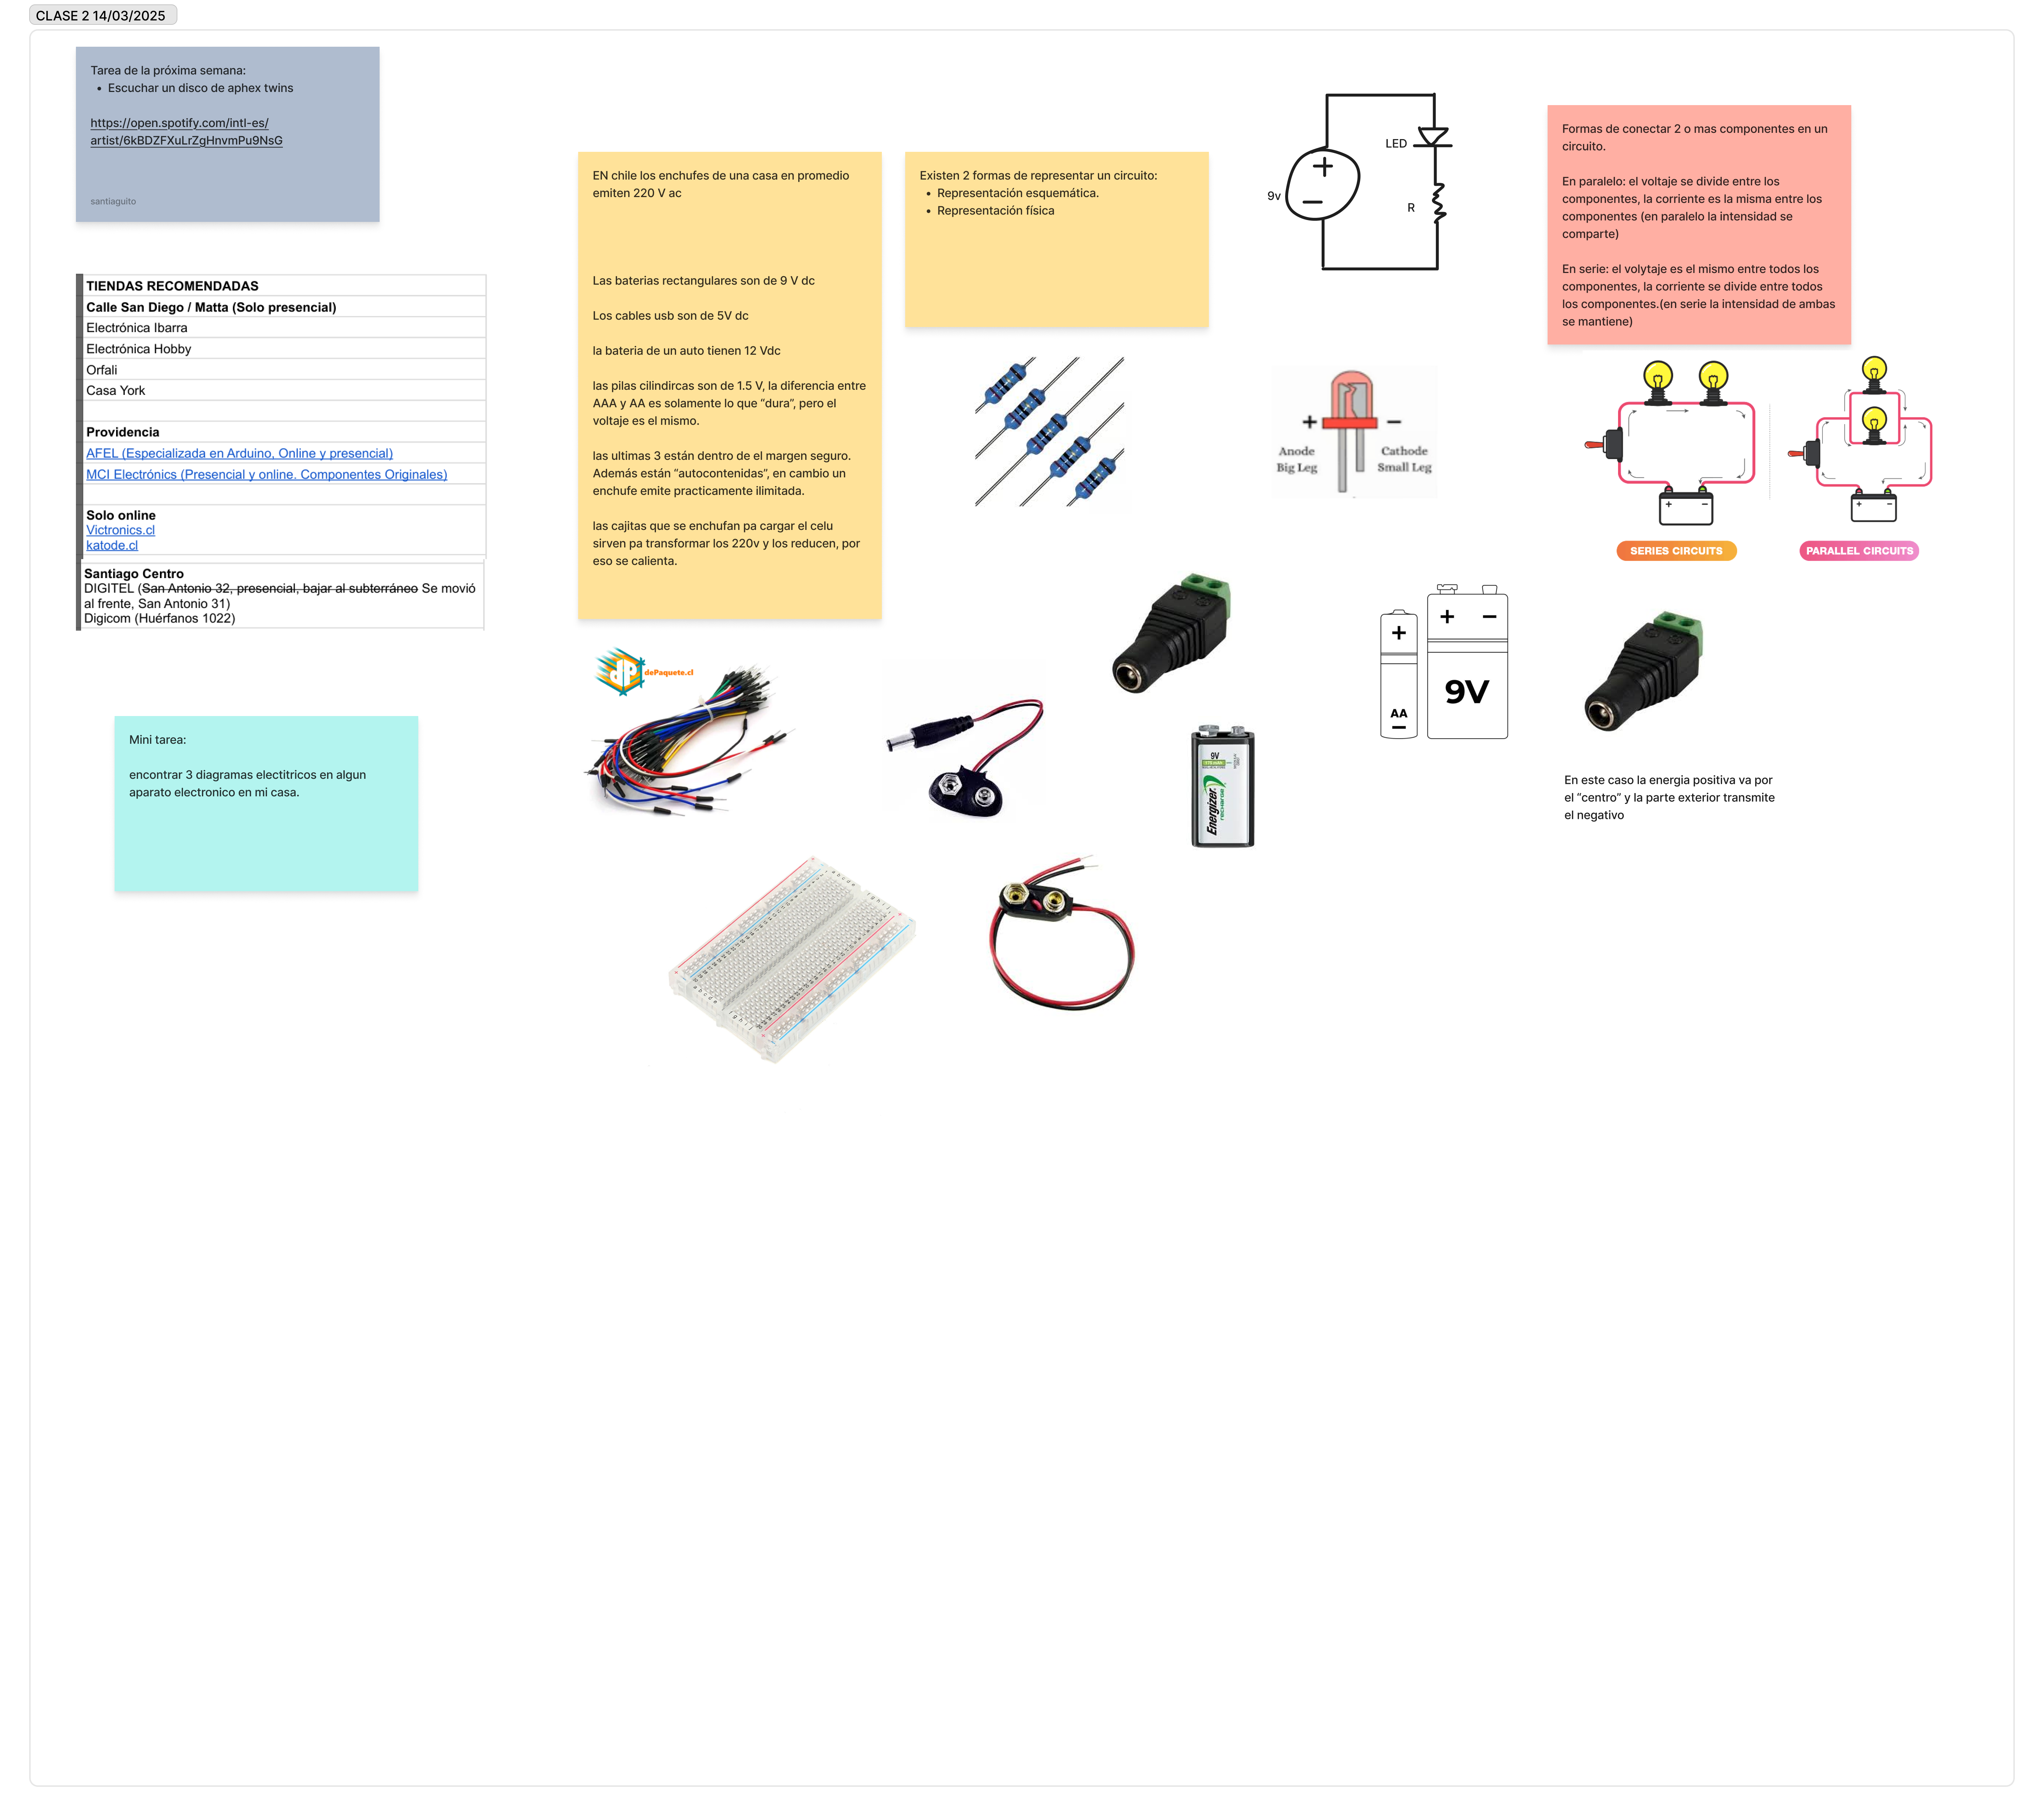 CLASE 2 14/03/2025
Tarea de la próxima semana:
• Escuchar un disco de aphex twins
https://open.spotify.com/intl-es/
artist/6kBDZFXuLrZgHnvmPu9NsG
santiaguito
TIENDAS RECOMENDADAS
Calle San Diego / Matta (Solo presencial)
Electrónica Ibarra
Electrónica Hobby
Orfali
Casa York
Providencia
AFEL (Especializada en Arduino, Online y presencial)
MCI Electrónics (Presencial y online. Componentes Originales)
Solo online
Victronics.cl
katode.cl
Santiago Centro
DIGITEL (San Antonio 32, presencial, bajar al subterráneo Se movió
al frente, San Antonio 31)
Digicom (Huérfanos 1022)
Mini tarea:
encontrar 3 diagramas electitricos en algun
aparato electronico en mi casa.
EN chile los enchufes de una casa en promedio
emiten 220 V ac
Las baterias rectangulares son de 9 V dc
Los cables usb son de 5V dc
la bateria de un auto tienen 12 Vdc
las pilas cilindircas son de 1.5 V, la diferencia entre
AAA y AA es solamente lo que “dura”, pero el
voltaje es el mismo.
las ultimas 3 están dentro de el margen seguro.
Además están “autocontenidas”, en cambio un
enchufe emite practicamente ilimitada.
las cajitas que se enchufan pa cargar el celu
sirven pa transformar los 220v y los reducen, por
eso se calienta.
Existen 2 formas de representar un circuito:
• Representación esquemática.
• Representación física
9v
+
−
LED
R
Formas de conectar 2 o mas componentes en un
circuito.
En paralelo: el voltaje se divide entre los
componentes, la corriente es la misma entre los
componentes (en paralelo la intensidad se
comparte)
En serie: el volytaje es el mismo entre todos los
componentes, la corriente se divide entre todos
los componentes.(en serie la intensidad de ambas
se mantiene)
+ −
Anode
Big Leg
Cathode
Small Leg
+ −
+ −
SERIES CIRCUITS
PARALLEL CIRCUITS
dP
dePaquete.cl
9V
Energizer.
recharge
+
AA
−
+ −
9V
En este caso la energia positiva va por
el “centro” y la parte exterior transmite
el negativo